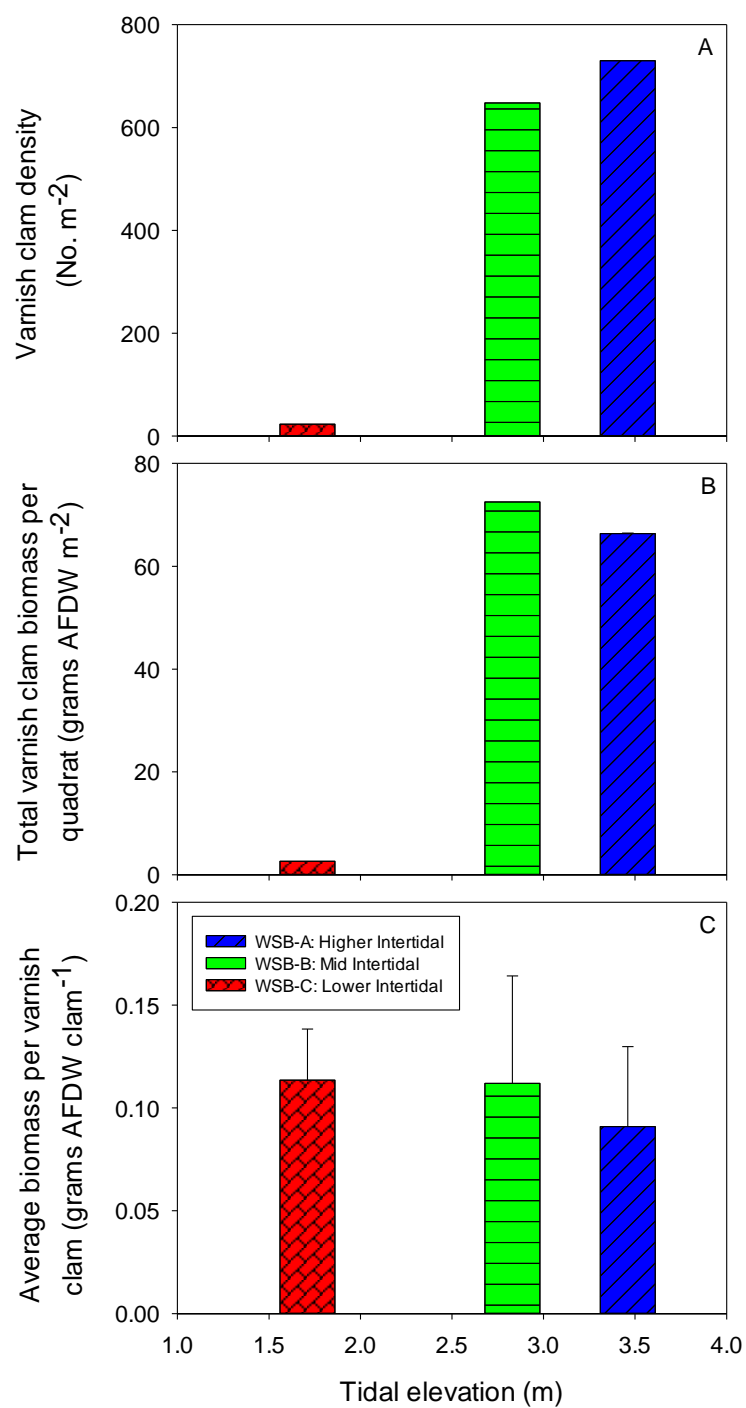 A
800
600
400
200
0
Varnish clam density
(No. m-2)
B
80
60
40
20
0
Total varnish clam biomass per
quadrat (grams AFDW m-2)
C
0.20
0.15
0.10
0.05
0.00
Average biomass per varnish
clam (grams AFDW clam-1)
WSB-A: Higher Intertidal
WSB-B: Mid Intertidal
WSB-C: Lower Intertidal
1.0 1.5 2.0 2.5 3.0 3.5 4.0
Tidal elevation (m)